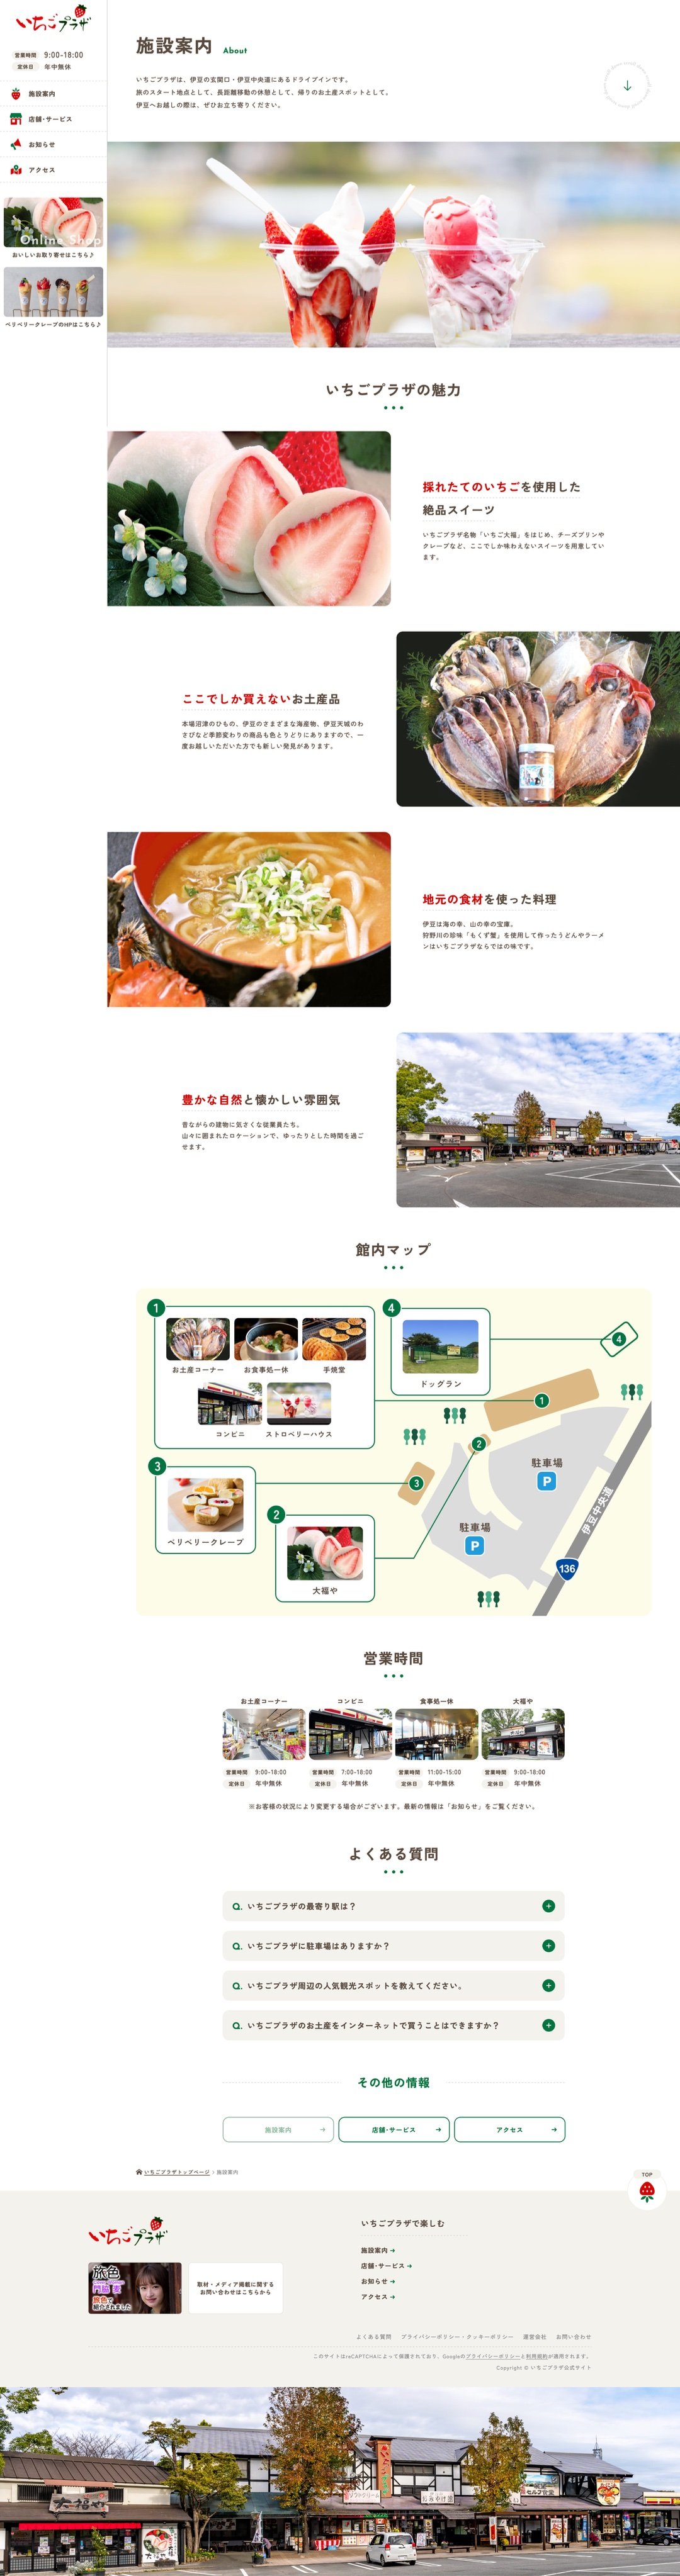 いちごプラザ
営業時間 9:00-18:00
定休日 年中無休
施設案内
店舗・サービス
お知らせ
アクセス
Online Shop
おいしいお取り寄せはこちら♪
ベリベリークレープのHPはこちら♪
施設案内 About
いちごプラザは、伊豆の玄関口・伊豆中央道にあるドライブインです。
旅のスタート地点として、長距離移動の休憩として、帰りのお土産スポットとして。
伊豆へお越しの際は、ぜひお立ち寄りください。
いちごプラザの魅力
採れたてのいちごを使用した
絶品スイーツ
いちごプラザ名物「いちご大福」をはじめ、チーズプリンや
クレープなど、ここでしか味わえないスイーツを用意してい
ます。
ここでしか買えないお土産品
本場沼津のひもの、伊豆のさまざまな海産物、伊豆天城のわ
さびなど季節変わりの商品も色とりどりにありますので、一
度お越しいただいた方でも新しい発見があります。
地元の食材を使った料理
伊豆は海の幸、山の幸の宝庫。
狩野川の珍味「もくず蟹」を使用して作ったうどんやラーメ
ンはいちごプラザならではの味です。
豊かな自然と懐かしい雰囲気
昔ながらの建物に気さくな従業員たち。
山々に囲まれたロケーションで、ゆったりとした時間を過ご
せます。
館内マップ
1
お土産コーナー
お食事処一休
手焼堂
コンビニ
ストロベリーハウス
4
ドッグラン
4
1
2
3
3
ベリベリークレープ
2
大福や
駐車場
P
駐車場
P
伊豆中央道
136
営業時間
お土産コーナー
コンビニ
食事処一休
大福や
営業時間 9:00-18:00
定休日 年中無休
営業時間 7:00-18:00
定休日 年中無休
営業時間 11:00-15:00
定休日 年中無休
営業時間 9:00-18:00
定休日 年中無休
※お客様の状況により変更する場合がございます。最新の情報は「お知らせ」をご覧ください。
よくある質問
Q. いちごプラザの最寄り駅は？
Q. いちごプラザに駐車場はありますか？
Q. いちごプラザ周辺の人気観光スポットを教えてください。
Q. いちごプラザのお土産をインターネットで買うことはできますか？
その他の情報
施設案内
店舗・サービス
アクセス
いちごプラザトップページ › 施設案内
TOP
いちごプラザ
旅色
で
紹介されました
取材・メディア掲載に関する
お問い合わせはこちらから
いちごプラザで楽しむ
施設案内
店舗・サービス
お知らせ
アクセス
よくある質問 プライバシーポリシー・クッキーポリシー 運営会社 お問い合わせ
このサイトはreCAPTCHAによって保護されており、Googleのプライバシーポリシーと利用規約が適用されます。
Copyright © いちごプラザ公式サイト
大福や
おみやげ
セルフ食堂